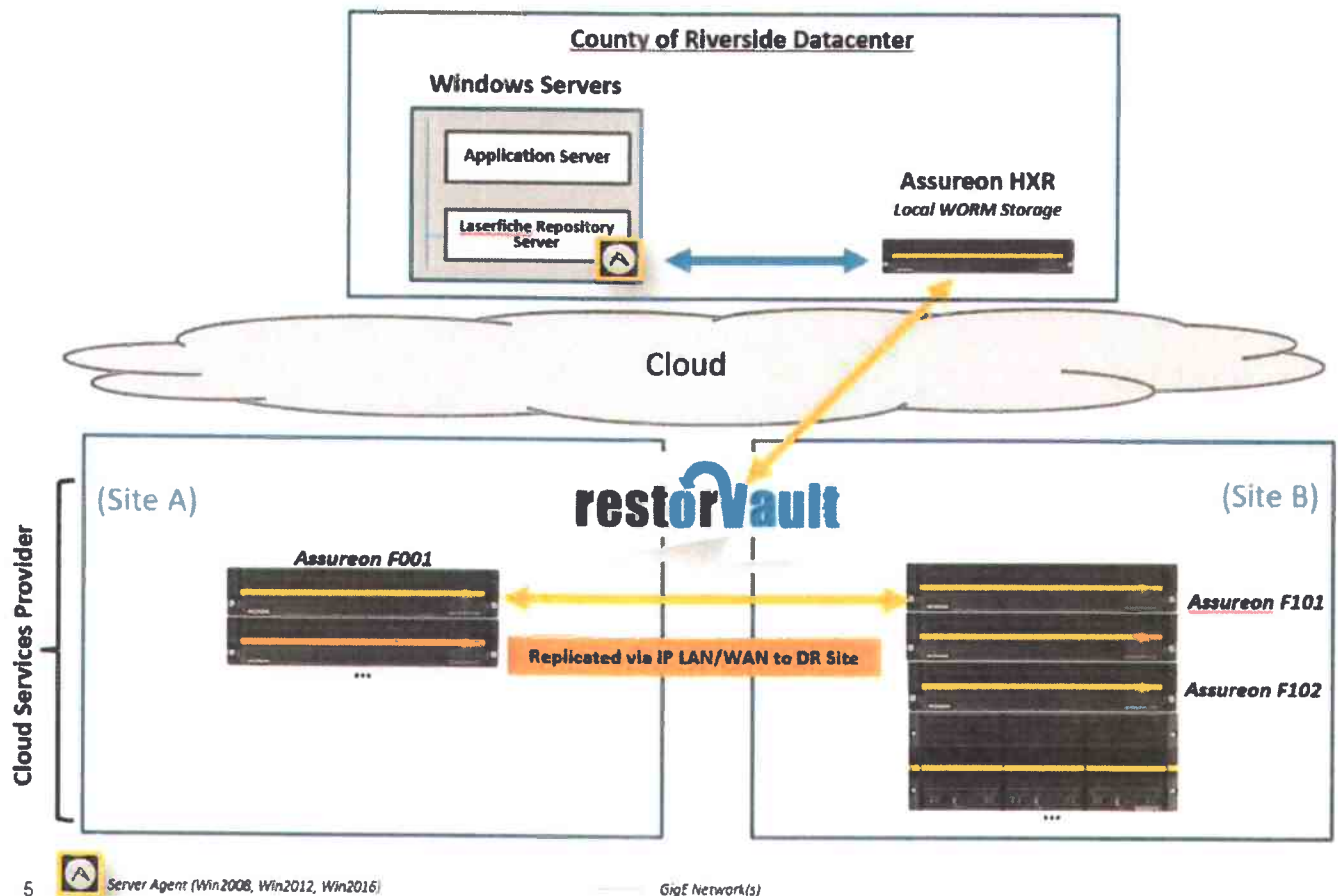 County of Riverside Datacenter
Windows Servers
Application Server
Laserfiche Repository
Server
Assureon HXR
Local WORM Storage
Cloud
Cloud Services Provider
(Site A)
restorVault
(Site B)
Assureon F001
Assureon F101
Replicated via IP LAN/WAN to DR Site
Assureon F102
...
...
5
Server Agent (Win2008, Win2012, Win2016)
GigE Network(s)